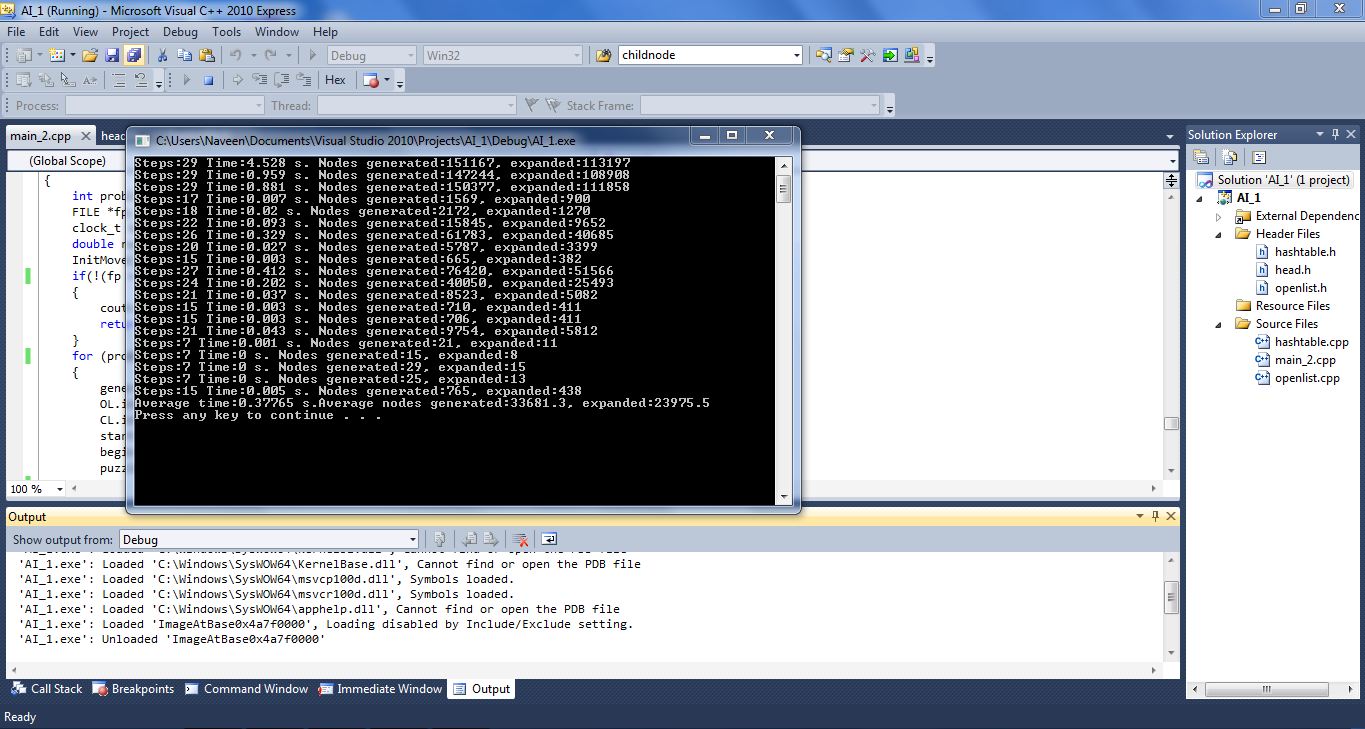 AI_1 (Running) - Microsoft Visual C++ 2010 Express
File Edit View Project Debug Tools Window Help
Debug Win32 childnode
Hex
Process: Thread: Stack Frame:
main_2.cpp head
(Global Scope)
{
int prob
FILE *fp
clock_t
double
InitMove
if(!(fp
{
cout
retu
}
for (pro
{
gene
OL.i
CL.i
star
begi
puzz
100 %
C:\Users\Naveen\Documents\Visual Studio 2010\Projects\AI_1\Debug\AI_1.exe
Steps:29 Time:4.528 s. Nodes generated:151167, expanded:113197
Steps:29 Time:0.959 s. Nodes generated:147244, expanded:108908
Steps:29 Time:0.881 s. Nodes generated:150377, expanded:111858
Steps:17 Time:0.007 s. Nodes generated:1569, expanded:900
Steps:18 Time:0.02 s. Nodes generated:2172, expanded:1270
Steps:22 Time:0.093 s. Nodes generated:15845, expanded:9652
Steps:26 Time:0.329 s. Nodes generated:61783, expanded:40685
Steps:20 Time:0.027 s. Nodes generated:5787, expanded:3399
Steps:15 Time:0.003 s. Nodes generated:665, expanded:382
Steps:27 Time:0.412 s. Nodes generated:76420, expanded:51566
Steps:24 Time:0.202 s. Nodes generated:40050, expanded:25493
Steps:21 Time:0.037 s. Nodes generated:8523, expanded:5082
Steps:15 Time:0.003 s. Nodes generated:710, expanded:411
Steps:15 Time:0.003 s. Nodes generated:706, expanded:411
Steps:21 Time:0.043 s. Nodes generated:9754, expanded:5812
Steps:7 Time:0.001 s. Nodes generated:21, expanded:11
Steps:7 Time:0 s. Nodes generated:15, expanded:8
Steps:7 Time:0 s. Nodes generated:29, expanded:15
Steps:7 Time:0 s. Nodes generated:25, expanded:13
Steps:15 Time:0.005 s. Nodes generated:765, expanded:438
Average time:0.37765 s.Average nodes generated:33681.3, expanded:23975.5
Press any key to continue . . .
Solution Explorer
Solution 'AI_1' (1 project)
AI_1
External Dependenc
Header Files
hashtable.h
head.h
openlist.h
Resource Files
Source Files
hashtable.cpp
main_2.cpp
openlist.cpp
Output
Show output from: Debug
'AI_1.exe': Loaded 'C:\Windows\SysWOW64\KernelBase.dll', Cannot find or open the PDB file
'AI_1.exe': Loaded 'C:\Windows\SysWOW64\msvcp100d.dll', Symbols loaded.
'AI_1.exe': Loaded 'C:\Windows\SysWOW64\msvcr100d.dll', Symbols loaded.
'AI_1.exe': Loaded 'C:\Windows\SysWOW64\apphelp.dll', Cannot find or open the PDB file
'AI_1.exe': Loaded 'ImageAtBase0x4a7f0000', Loading disabled by Include/Exclude setting.
'AI_1.exe': Unloaded 'ImageAtBase0x4a7f0000'
Call Stack Breakpoints Command Window Immediate Window Output
Ready